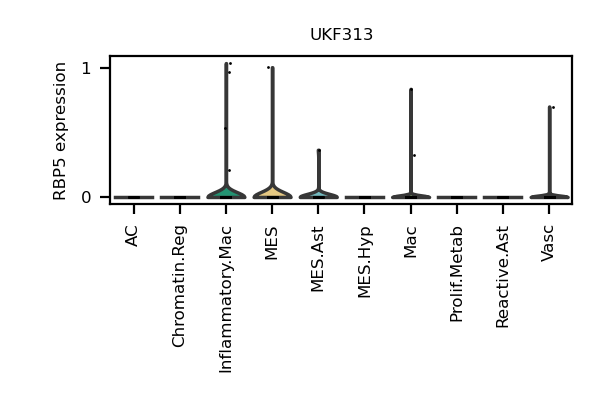 UKF313
RBP5 expression
1
0
AC
Chromatin.Reg
Inflammatory.Mac
MES
MES.Ast
MES.Hyp
Mac
Prolif.Metab
Reactive.Ast
Vasc